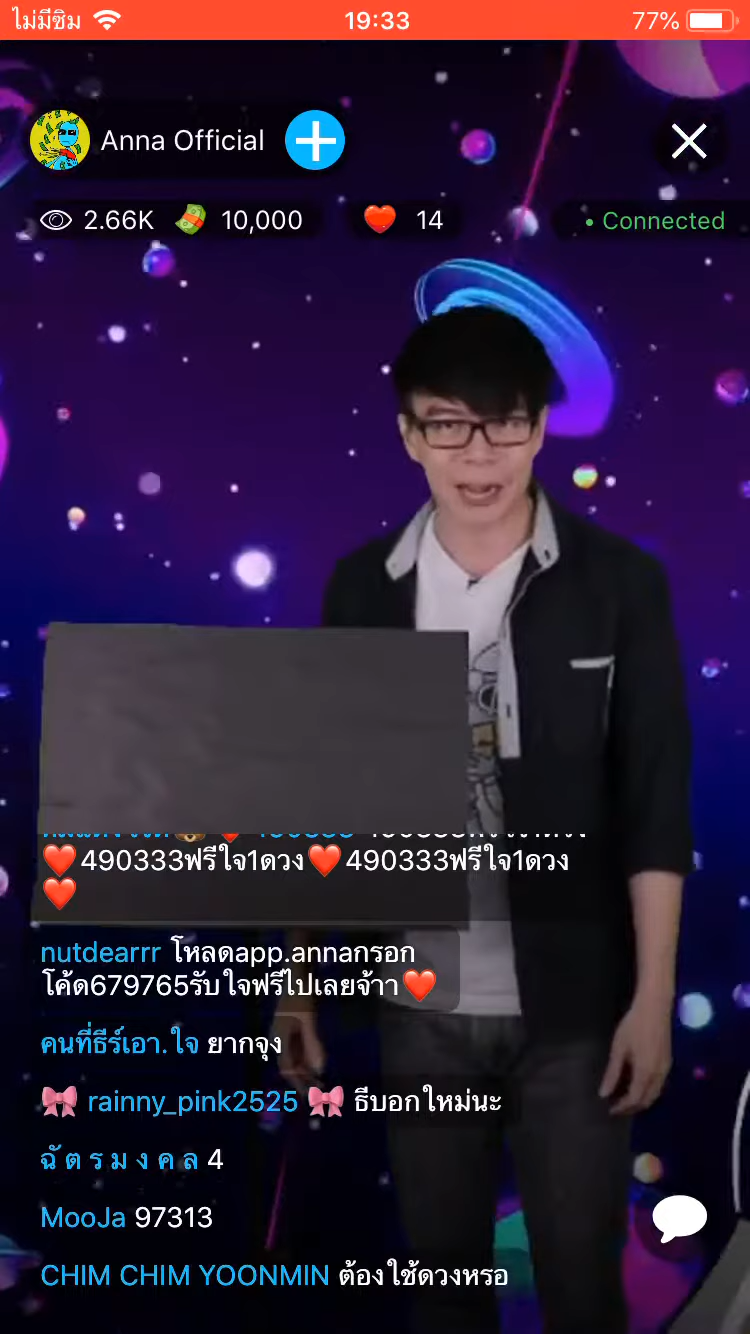 ไม่มีซิม 19:33 77%
Anna Official
2.66K 10,000 14 • Connected
❤️490333ฟรีใจ1ดวง❤️490333ฟรีใจ1ดวง
❤️
nutdearrr โหลดapp.annaกรอก
โค้ด679765รับใจฟรีไปเลยจ้าา❤️
คนที่ธีร์เอา.ใจ ยากจุง
🎀 rainny_pink2525 🎀 ธีบอกใหม่นะ
ฉั ต ร ม ง ค ล 4
MooJa 97313
CHIM CHIM YOONMIN ต้องใช้ดวงหรอ